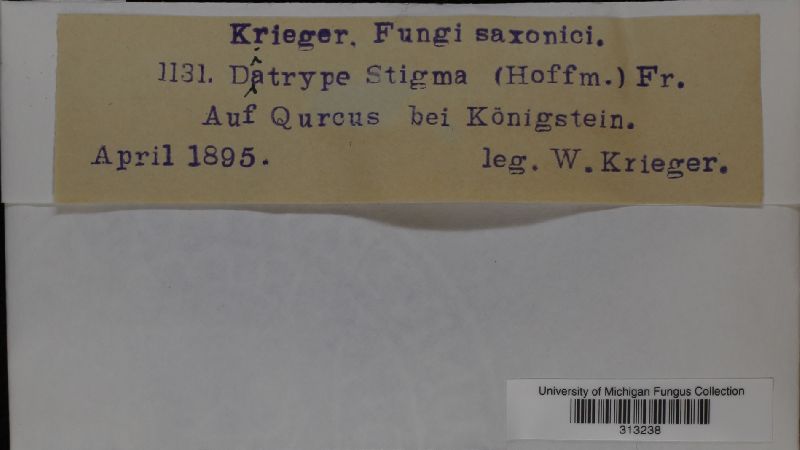 Krieger. Fungi saxonici.
1131. Datrype Stigma (Hoffm.) Fr.
Auf Qurcus bei Königstein.
April 1895. leg. W. Krieger.
University of Michigan Fungus Collection
313238